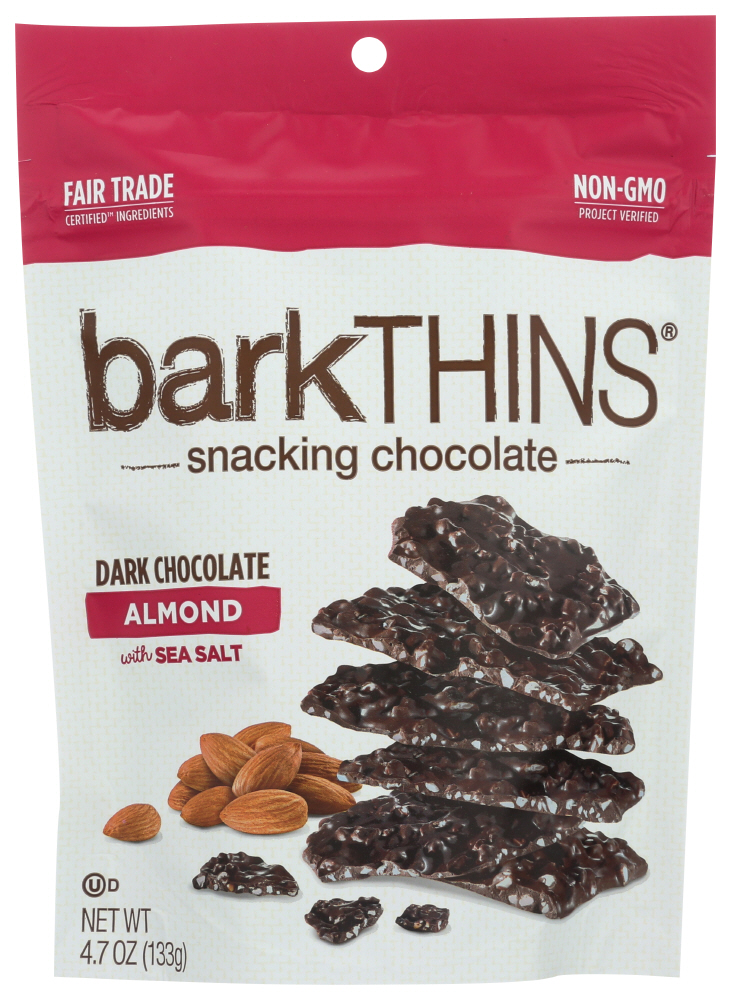 FAIR TRADE
CERTIFIED™ INGREDIENTS
NON-GMO
PROJECT VERIFIED
barkTHINS®
snacking chocolate
DARK CHOCOLATE
ALMOND
with SEA SALT
U D
NET WT
4.7 OZ (133g)